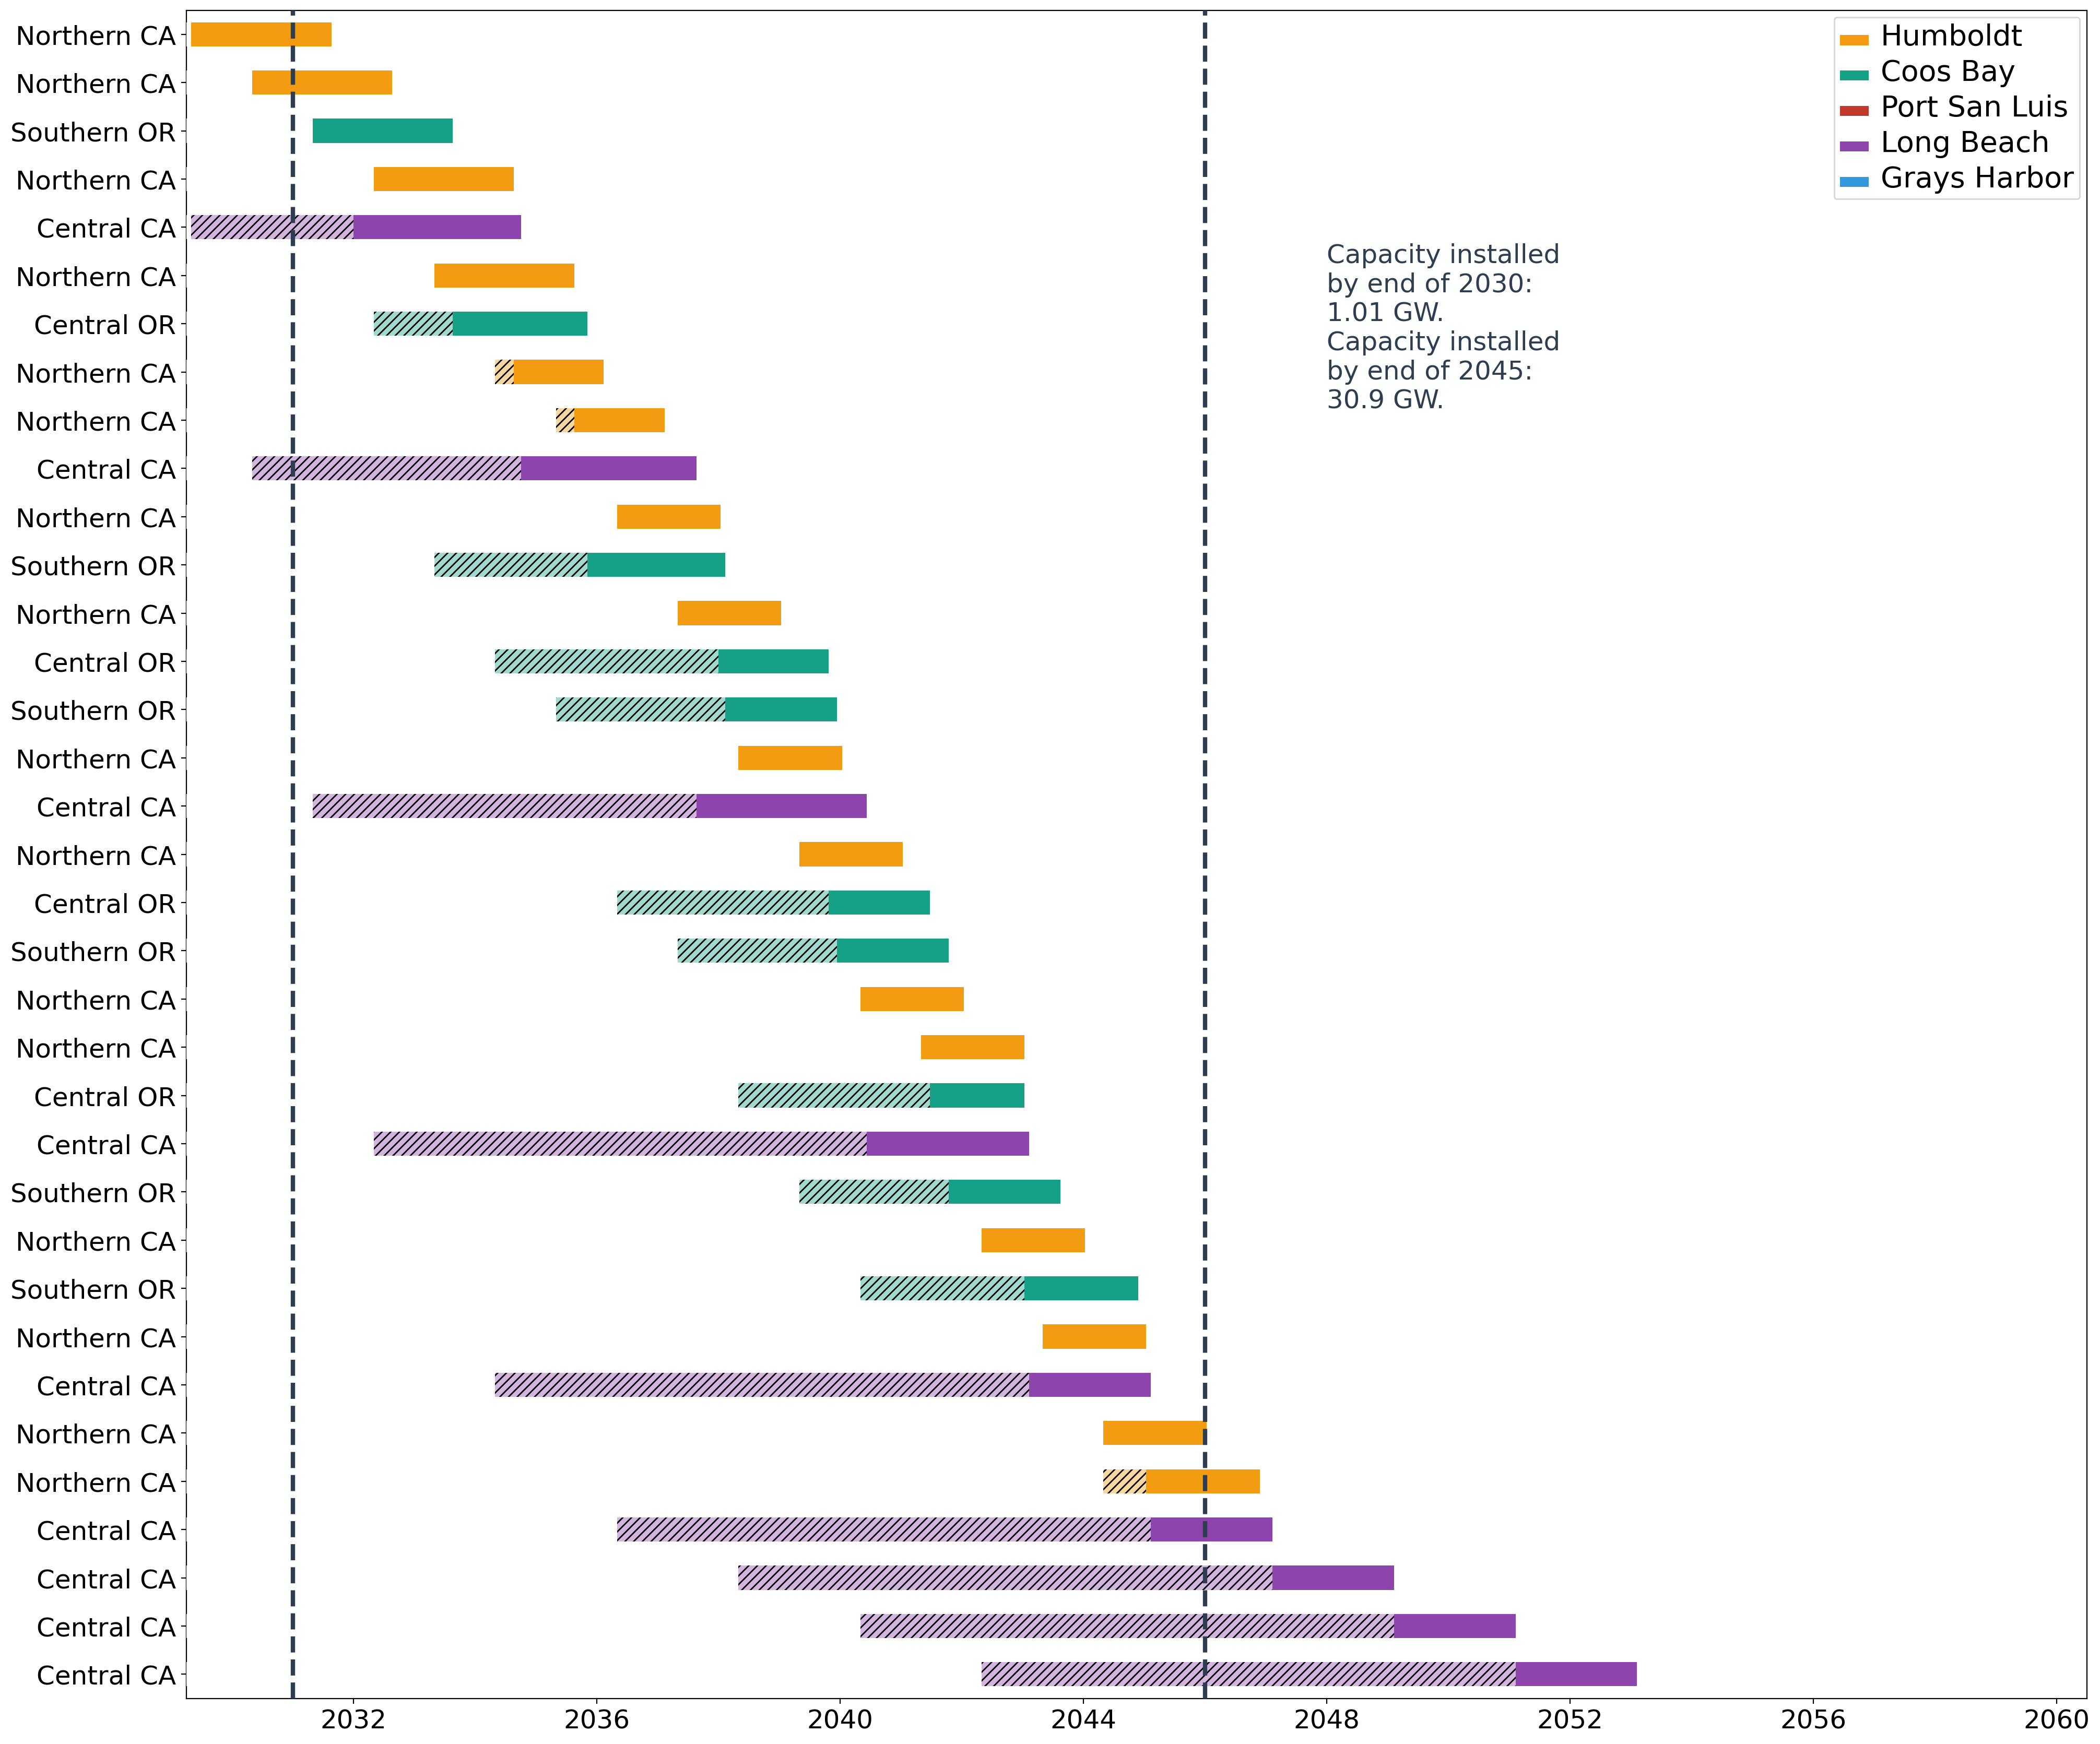 Northern CA
Northern CA
Southern OR
Northern CA
Central CA
Northern CA
Central OR
Northern CA
Northern CA
Central CA
Northern CA
Southern OR
Northern CA
Central OR
Southern OR
Northern CA
Central CA
Northern CA
Central OR
Southern OR
Northern CA
Northern CA
Central OR
Central CA
Southern OR
Northern CA
Southern OR
Northern CA
Central CA
Northern CA
Northern CA
Central CA
Central CA
Central CA
Central CA
Humboldt
Coos Bay
Port San Luis
Long Beach
Grays Harbor
Capacity installed
by end of 2030:
1.01 GW.
Capacity installed
by end of 2045:
30.9 GW.
2032 2036 2040 2044 2048 2052 2056 2060